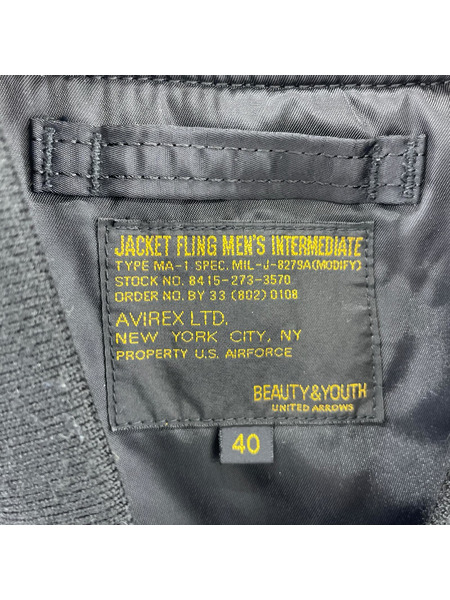 JACKET FLING MEN'S INTERMEDIATE
TYPE MA-1 SPEC. MIL-J-8279A(MODIFY)
STOCK NO. 8415-273-3570
ORDER NO. BY 33 (802) 0108
AVIREX LTD.
NEW YORK CITY, NY
PROPERTY U.S. AIRFORCE
BEAUTY&YOUTH
UNITED ARROWS
40